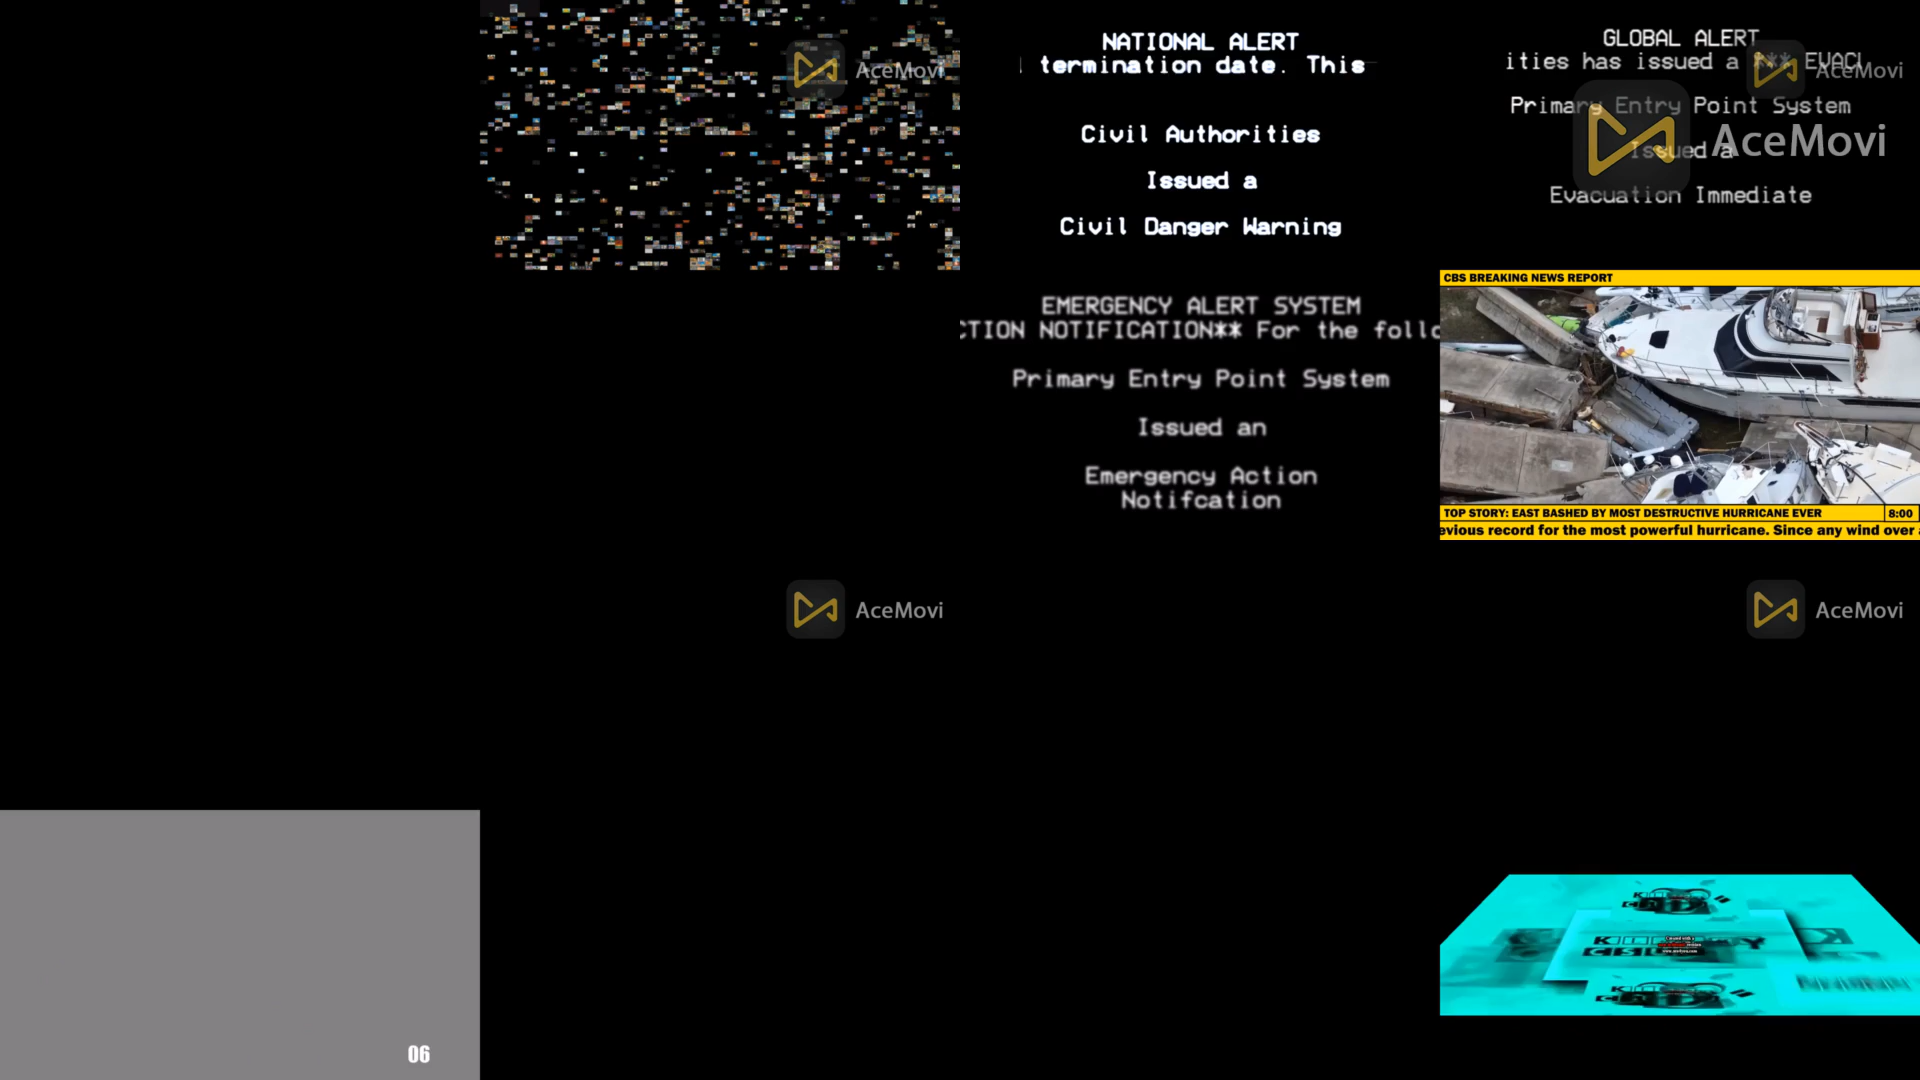 AceMovi
NATIONAL ALERT
termination date. This
Civil Authorities
Issued a
Civil Danger Warning
GLOBAL ALERT
ities has issued a *** EVACU
AceMovi
Primary Entry Point System
AceMovi
Issued a
Evacuation Immediate
EMERGENCY ALERT SYSTEM
CTION NOTIFICATION** For the follo
Primary Entry Point System
Issued an
Emergency Action
Notifcation
CBS BREAKING NEWS REPORT
TOP STORY: EAST BASHED BY MOST DESTRUCTIVE HURRICANE EVER
8:00
evious record for the most powerful hurricane. Since any wind over
AceMovi
AceMovi
06